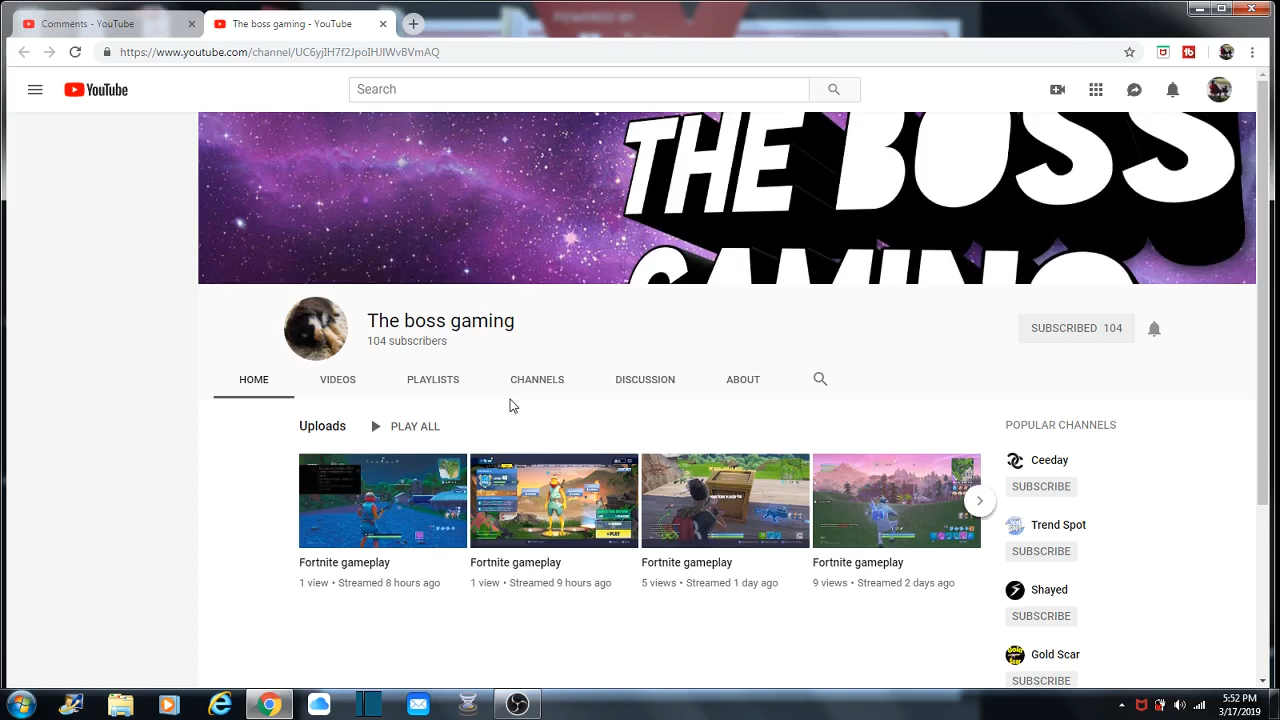 Comments - YouTube
The boss gaming - YouTube
https://www.youtube.com/channel/UC6yjIH7f2JpoIHJIWvBVmAQ
YouTube
Search
THE BOSS
GAMING
The boss gaming
104 subscribers
SUBSCRIBED 104
HOME VIDEOS PLAYLISTS CHANNELS DISCUSSION ABOUT
Uploads PLAY ALL
Fortnite gameplay
1 view • Streamed 8 hours ago
Fortnite gameplay
1 view • Streamed 9 hours ago
Fortnite gameplay
5 views • Streamed 1 day ago
Fortnite gameplay
9 views • Streamed 2 days ago
POPULAR CHANNELS
Ceeday
SUBSCRIBE
Trend Spot
SUBSCRIBE
Shayed
SUBSCRIBE
Gold Scar
SUBSCRIBE
5:52 PM
3/17/2019